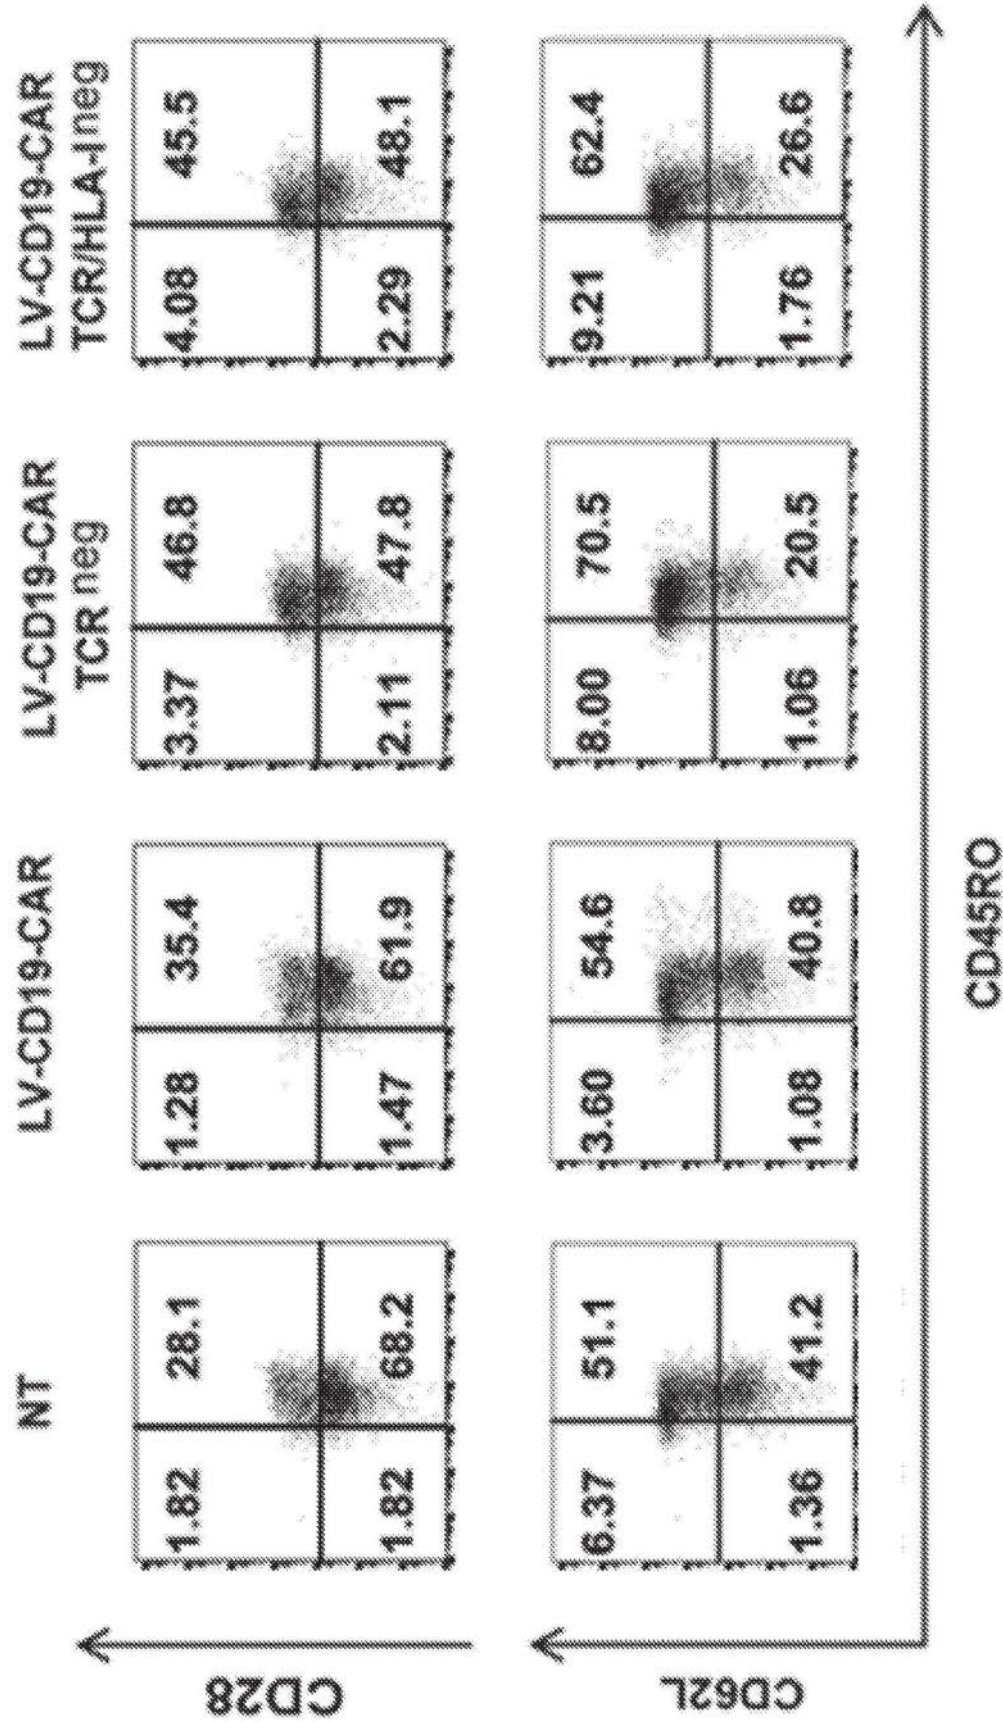 NT
LV-CD19-CAR
LV-CD19-CAR
TCR neg
LV-CD19-CAR
TCR/HLA-I neg
CD28
1.82 28.1
1.82 68.2
1.28 35.4
1.47 61.9
3.37 46.8
2.11 47.8
4.08 45.5
2.29 48.1
CD62L
6.37 51.1
1.36 41.2
3.60 54.6
1.08 40.8
8.00 70.5
1.06 20.5
9.21 62.4
1.76 26.6
CD45RO